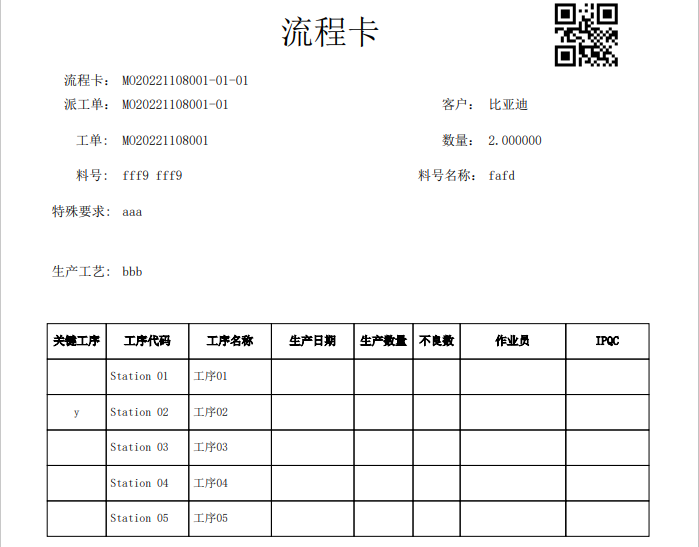 流程卡
流程卡: MO20221108001-01-01
派工单: MO20221108001-01 客户: 比亚迪
工单: MO20221108001 数量: 2.000000
料号: fff9 fff9 料号名称: fafd
特殊要求: aaa
生产工艺: bbb
关键工序 工序代码 工序名称 生产日期 生产数量 不良数 作业员 IPQC
Station 01 工序01
y Station 02 工序02
Station 03 工序03
Station 04 工序04
Station 05 工序05